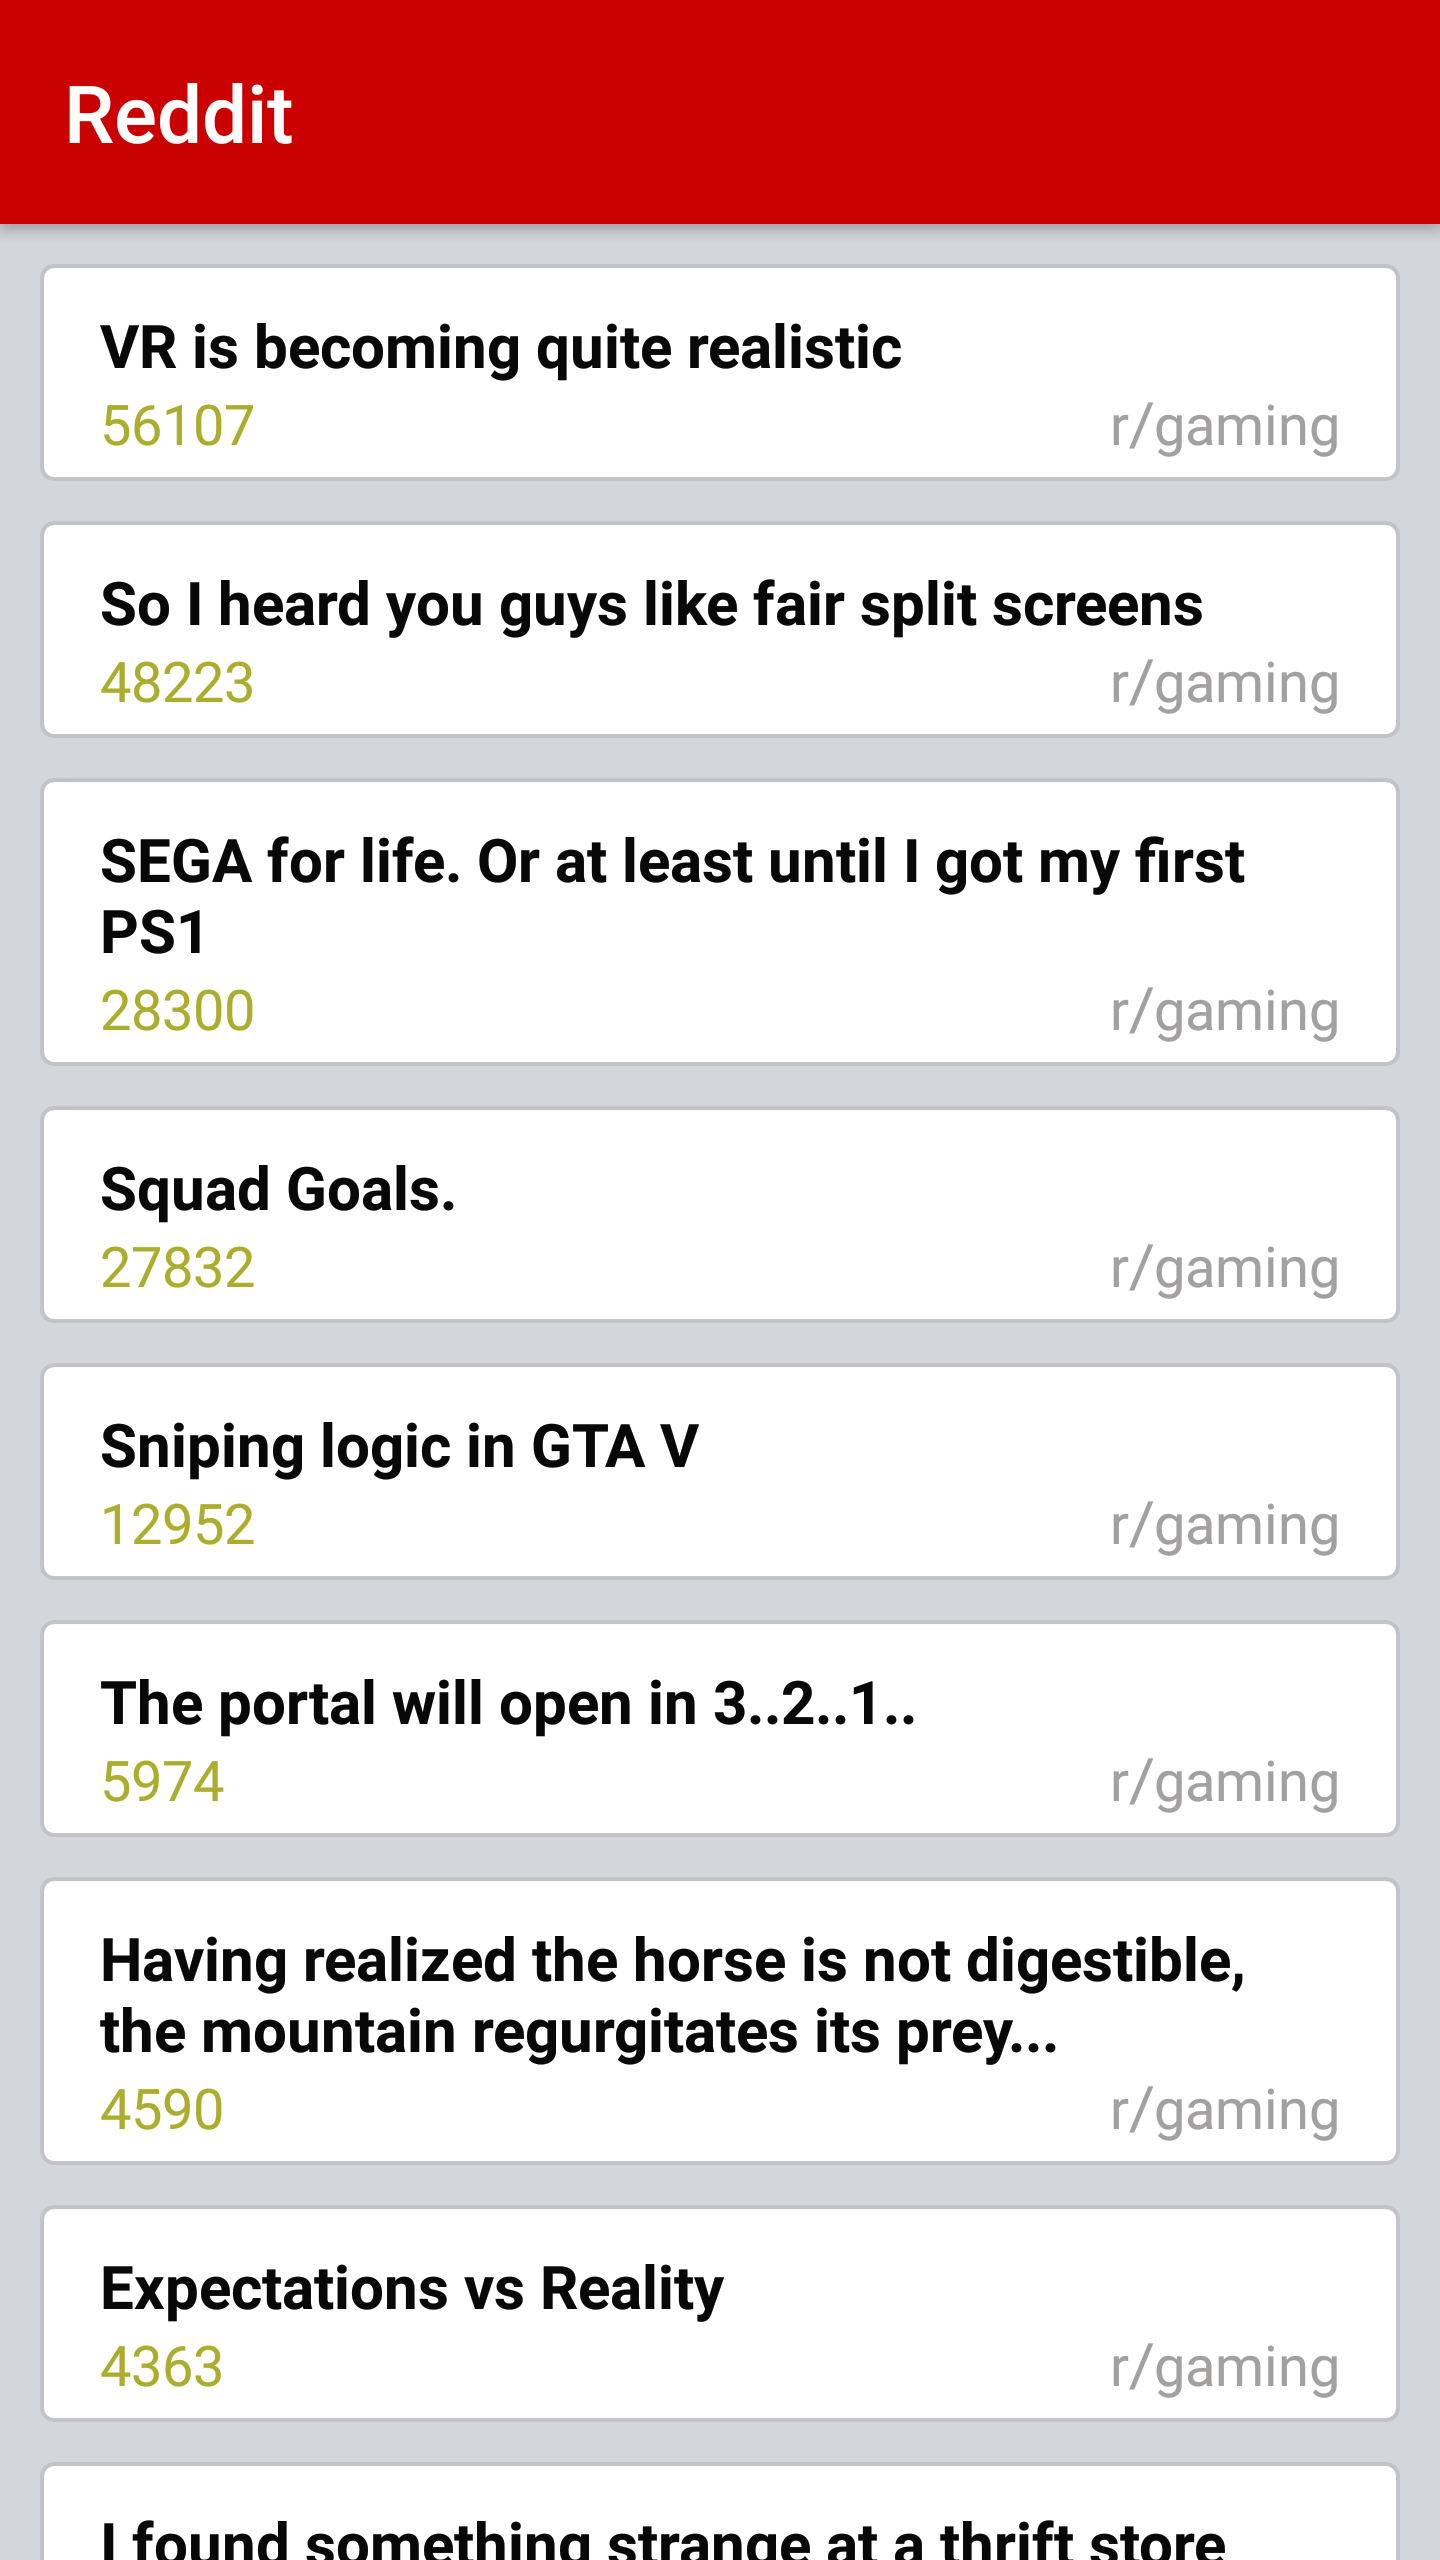 Reddit
VR is becoming quite realistic
56107 r/gaming
So I heard you guys like fair split screens
48223 r/gaming
SEGA for life. Or at least until I got my first
PS1
28300 r/gaming
Squad Goals.
27832 r/gaming
Sniping logic in GTA V
12952 r/gaming
The portal will open in 3..2..1..
5974 r/gaming
Having realized the horse is not digestible,
the mountain regurgitates its prey...
4590 r/gaming
Expectations vs Reality
4363 r/gaming
I found something strange at a thrift store